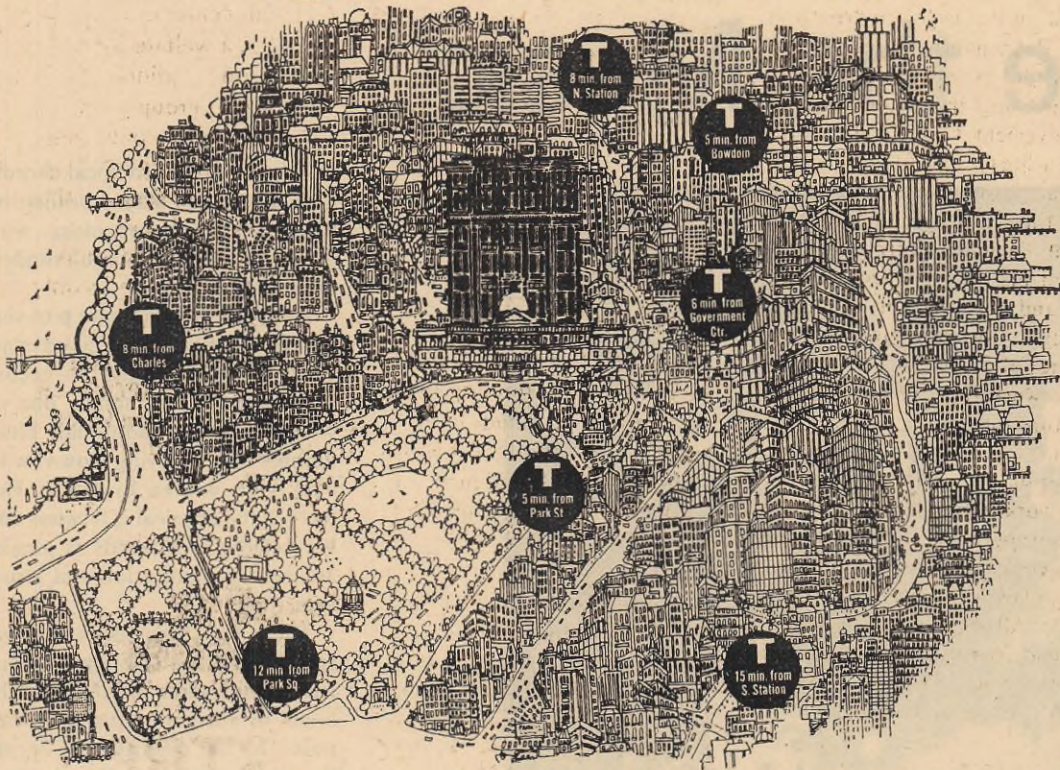 T
8 min. from
N. Station
T
5 min. from
Bowdoin
T
6 min. from
Government
Ctr.
T
8 min. from
Charles
T
5 min. from
Park St.
T
12 min. from
Park Sq.
T
15 min. from
S. Station
e